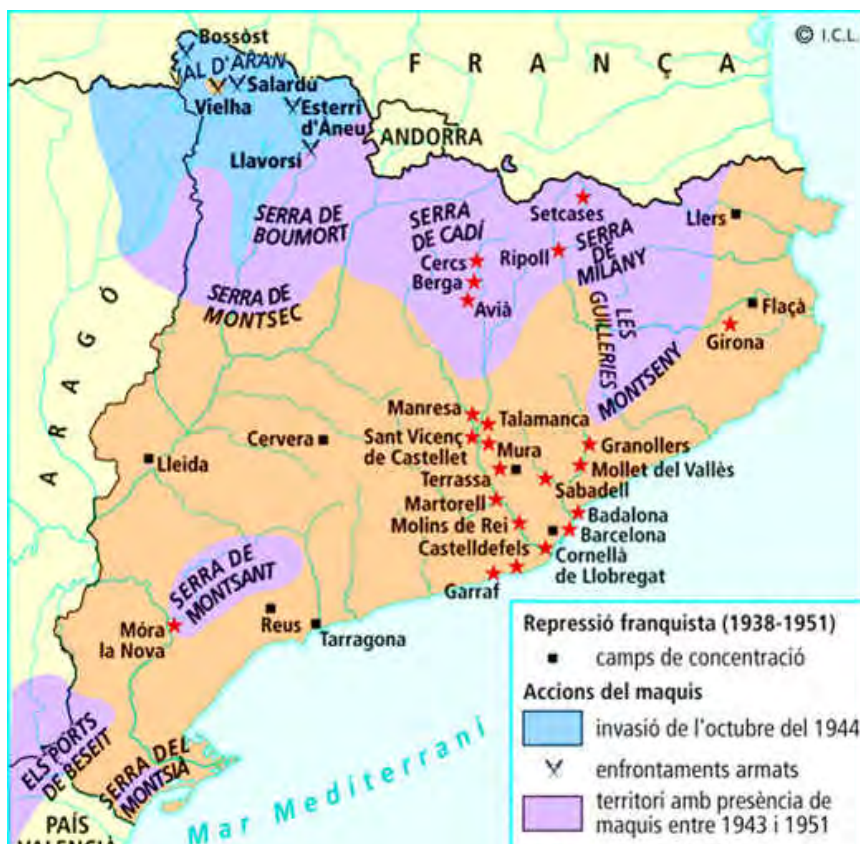 © I.C.L.
Bossòst
VAL D'ARAN
Salardú
Vielha
Esterri
d'Àneu
Llavorsí
FRANÇA
ANDORRA
SERRA DE
BOUMORT
SERRA
DE CADÍ
Setcases
Llers
SERRA
DE
MILANY
Ripoll
Cercs
Berga
Avià
SERRA DE
MONTSEC
LES
GUILLERIES
Flaçà
Girona
MONTSENY
ARAGÓ
Manresa
Talamanca
Cervera
Sant Vicenç
de Castellet
Mura
Granollers
Lleida
Terrassa
Mollet del Vallès
Sabadell
Martorell
Badalona
Molins de Rei
Barcelona
Castelldefels
Cornellà
de Llobregat
Garraf
SERRA DE
MONTSANT
Móra
la Nova
Reus
Tarragona
ELS PORTS
DE BESEIT
SERRA DEL
MONTSIÀ
PAÍS
VALENCIÀ
Mar Mediterrani
Repressió franquista (1938-1951)
camps de concentració
Accions del maquis
invasió de l'octubre del 1944
enfrontaments armats
territori amb presència de
maquis entre 1943 i 1951